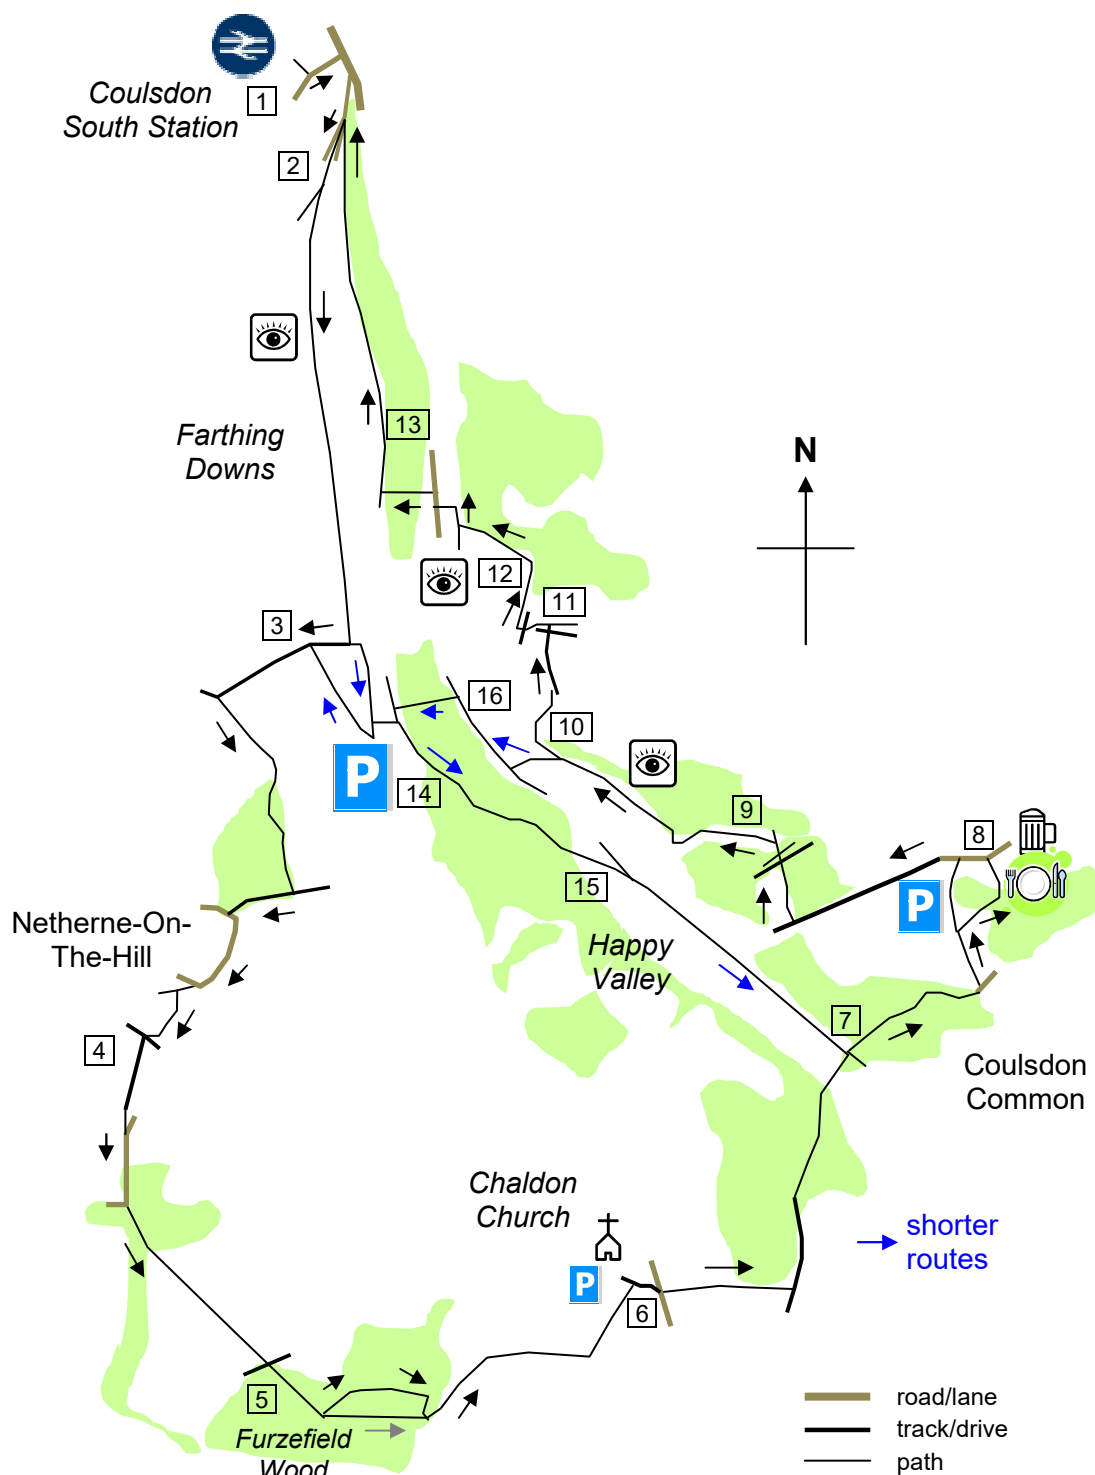 Coulsdon
South Station
1
2
Farthing
Downs
13
N
12
11
3
16
10
P
14
9
8
15
P
Netherne-On-
The-Hill
Happy
Valley
7
4
Coulsdon
Common
Chaldon
Church
shorter
routes
P
6
5
Furzefield
Wood
road/lane
track/drive
path